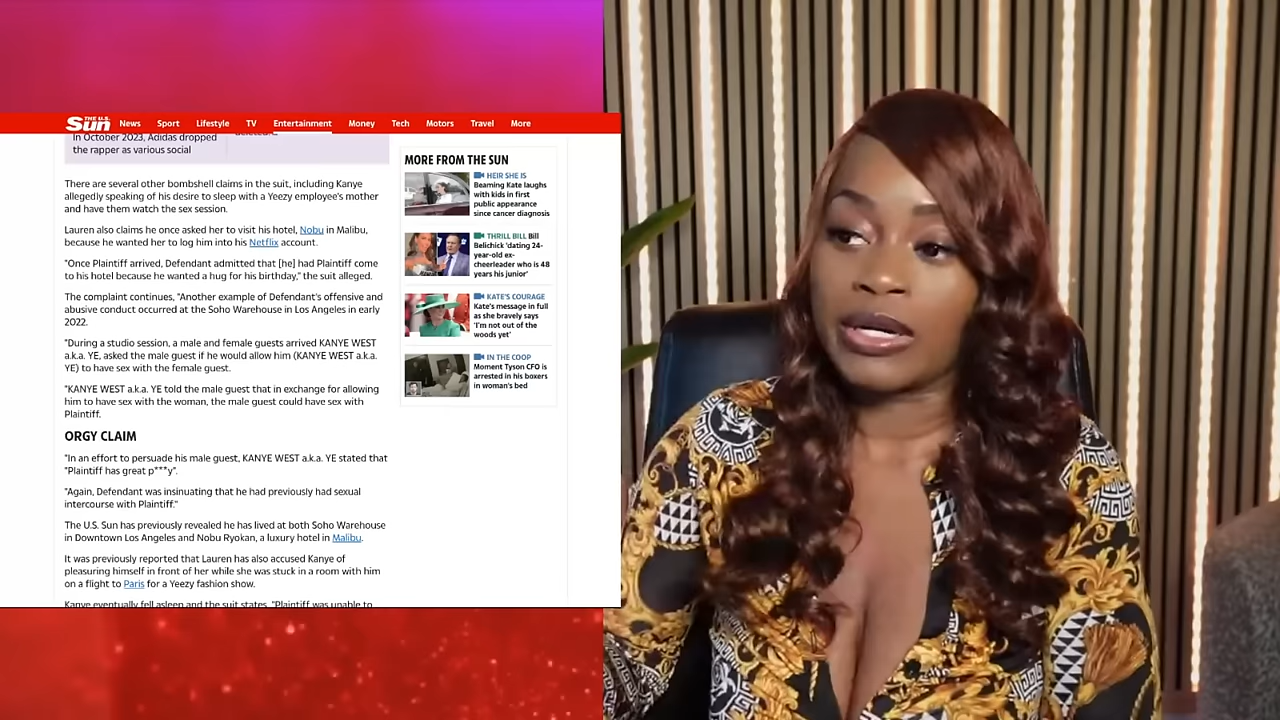 THE U.S.
Sun
News Sport Lifestyle TV Entertainment Money Tech Motors Travel More
In October 2023, Adidas dropped
the rapper as various social
There are several other bombshell claims in the suit, including Kanye
allegedly speaking of his desire to sleep with a Yeezy employee's mother
and have them watch the sex session.
Lauren also claims he once asked her to visit his hotel, Nobu in Malibu,
because he wanted her to log him into his Netflix account.
"Once Plaintiff arrived, Defendant admitted that [he] had Plaintiff come
to his hotel because he wanted a hug for his birthday," the suit alleged.
The complaint continues, "Another example of Defendant's offensive and
abusive conduct occurred at the Soho Warehouse in Los Angeles in early
2022.
"During a studio session, a male and female guests arrived KANYE WEST
a.k.a. YE, asked the male guest if he would allow him (KANYE WEST a.k.a.
YE) to have sex with the female guest.
"KANYE WEST a.k.a. YE told the male guest that in exchange for allowing
him to have sex with the woman, the male guest could have sex with
Plaintiff.
ORGY CLAIM
"In an effort to persuade his male guest, KANYE WEST a.k.a. YE stated that
"Plaintiff has great p***y".
"Again, Defendant was insinuating that he had previously had sexual
intercourse with Plaintiff."
The U.S. Sun has previously revealed he has lived at both Soho Warehouse
in Downtown Los Angeles and Nobu Ryokan, a luxury hotel in Malibu.
It was previously reported that Lauren has also accused Kanye of
pleasuring himself in front of her while she was stuck in a room with him
on a flight to Paris for a Yeezy fashion show.
Kanye eventually fell asleep and the suit states, "Plaintiff was unable to
MORE FROM THE SUN
HEIR SHE IS
Beaming Kate laughs
with kids in first
public appearance
since cancer diagnosis
THRILL BILL Bill
Belichick 'dating 24-
year-old ex-
cheerleader who is 48
years his junior'
KATE'S COURAGE
Kate's message in full
as she bravely says
'I'm not out of the
woods yet'
IN THE COOP
Moment Tyson CFO is
arrested in his boxers
in woman's bed